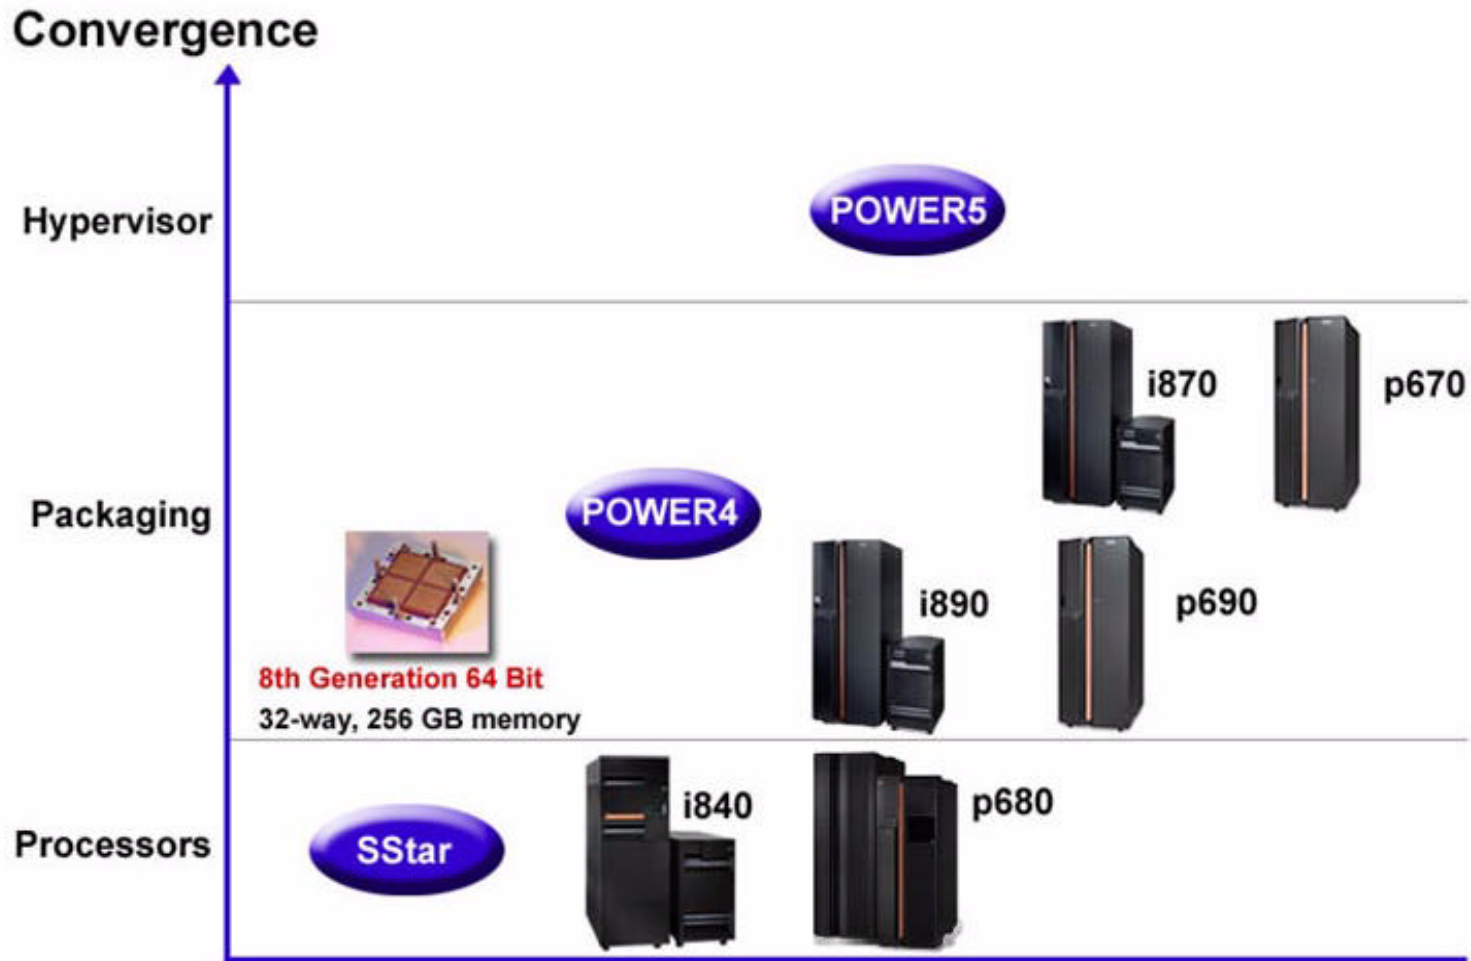 Convergence
Hypervisor
POWER5
i870
p670
Packaging
POWER4
i890
p690
8th Generation 64 Bit
32-way, 256 GB memory
Processors
SStar
i840
p680